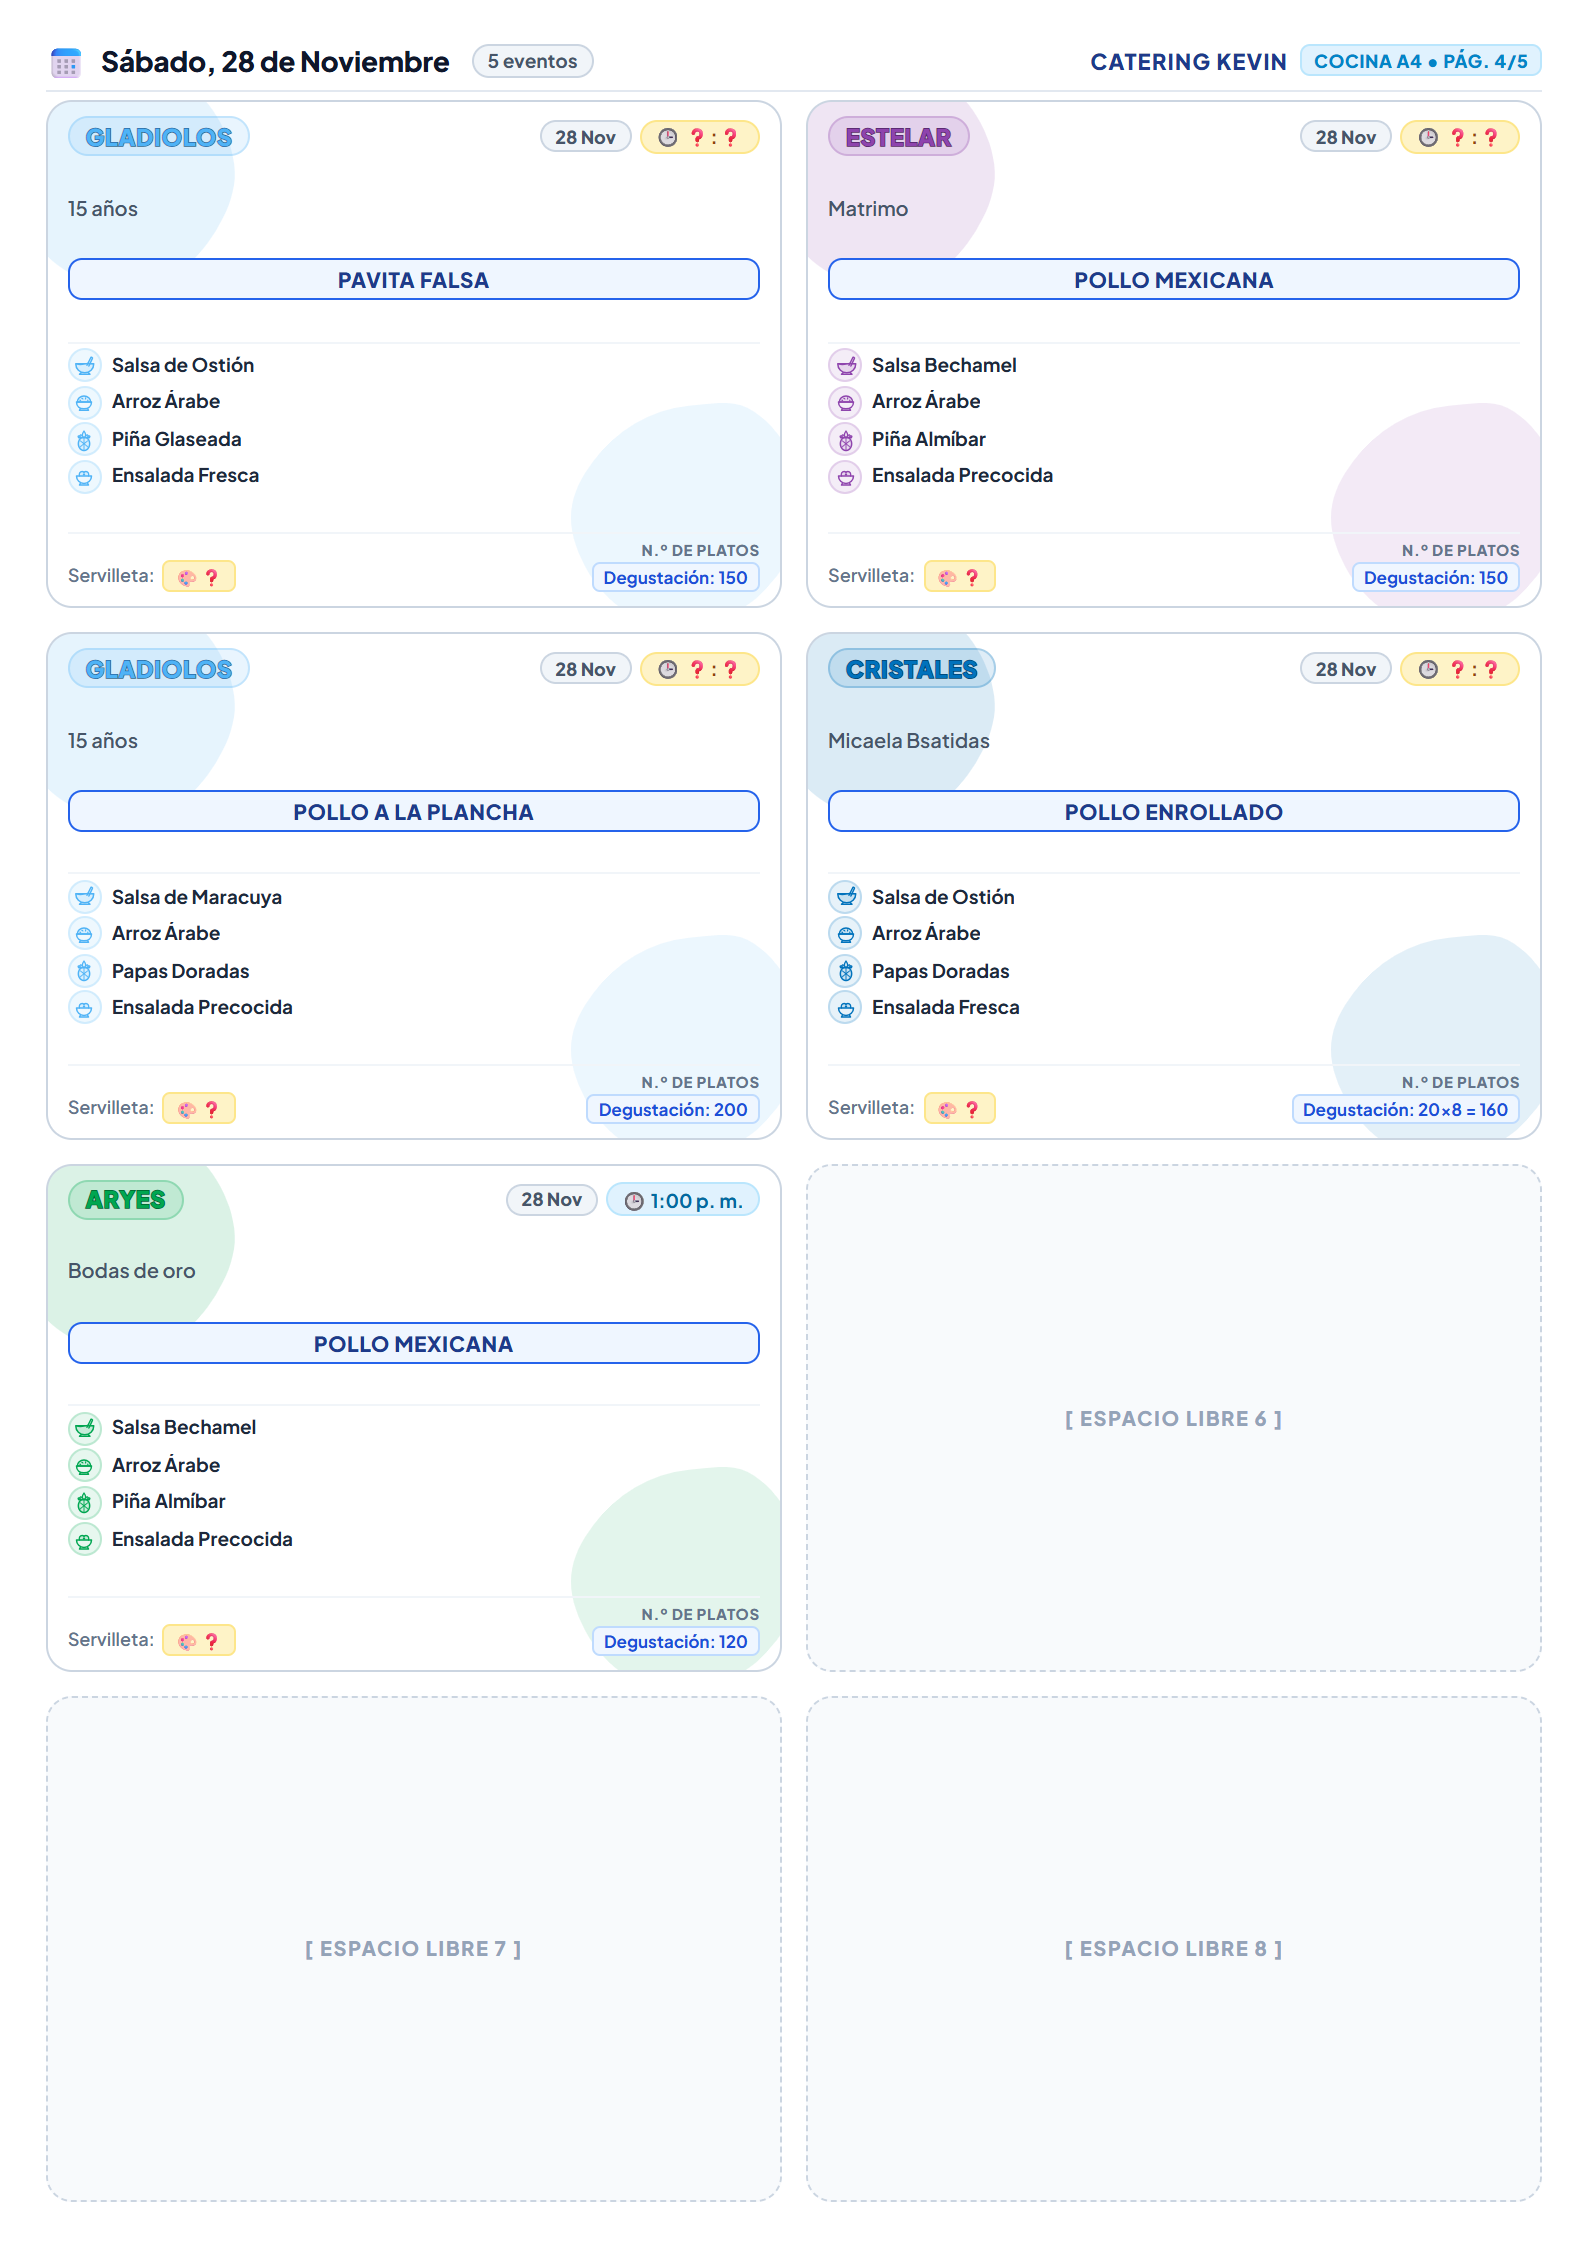 Sábado, 28 de Noviembre
5 eventos
CATERING KEVIN
COCINA A4 ● PÁG. 4/5
GLADIOLOS
28 Nov
❓ : ❓
15 años
PAVITA FALSA
Salsa de Ostión
Arroz Árabe
Piña Glaseada
Ensalada Fresca
Servilleta: ❓
N.º DE PLATOS
Degustación: 150
ESTELAR
28 Nov
❓ : ❓
Matrimo
POLLO MEXICANA
Salsa Bechamel
Arroz Árabe
Piña Almíbar
Ensalada Precocida
Servilleta: ❓
N.º DE PLATOS
Degustación: 150
GLADIOLOS
28 Nov
❓ : ❓
15 años
POLLO A LA PLANCHA
Salsa de Maracuya
Arroz Árabe
Papas Doradas
Ensalada Precocida
Servilleta: ❓
N.º DE PLATOS
Degustación: 200
CRISTALES
28 Nov
❓ : ❓
Micaela Bsatidas
POLLO ENROLLADO
Salsa de Ostión
Arroz Árabe
Papas Doradas
Ensalada Fresca
Servilleta: ❓
N.º DE PLATOS
Degustación: 20×8 = 160
ARYES
28 Nov
1:00 p. m.
Bodas de oro
POLLO MEXICANA
Salsa Bechamel
Arroz Árabe
Piña Almíbar
Ensalada Precocida
Servilleta: ❓
N.º DE PLATOS
Degustación: 120
[ ESPACIO LIBRE 6 ]
[ ESPACIO LIBRE 7 ]
[ ESPACIO LIBRE 8 ]